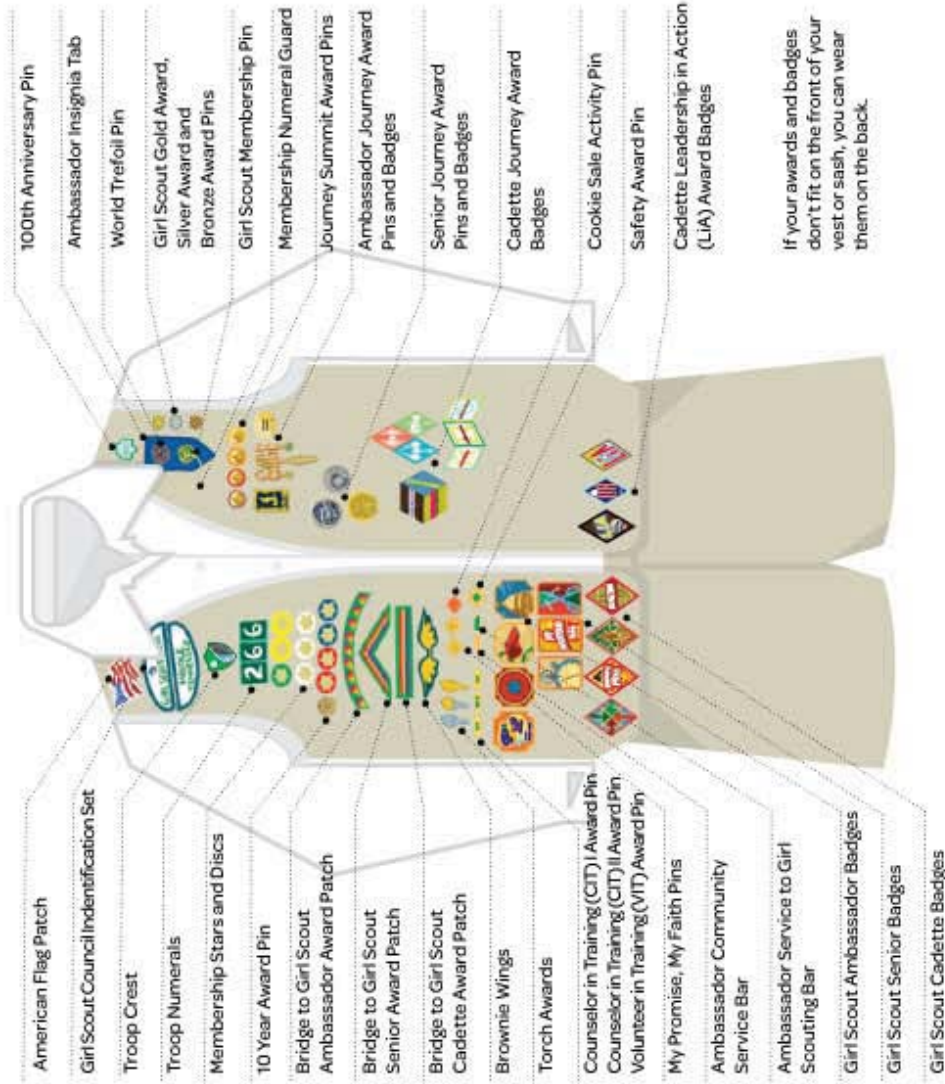 100th Anniversary Pin
Ambassador Insignia Tab
World Trefoil Pin
Girl Scout Gold Award,
Silver Award and
Bronze Award Pins
Girl Scout Membership Pin
Membership Numeral Guard
Journey Summit Award Pins
Ambassador Journey Award
Pins and Badges
Senior Journey Award
Pins and Badges
Cadette Journey Award
Badges
Cookie Sale Activity Pin
Safety Award Pin
Cadette Leadership in Action
(LiA) Award Badges
If your awards and badges
don't fit on the front of your
vest or sash, you can wear
them on the back.
266
American Flag Patch
Girl Scout Council Indentification Set
Troop Crest
Troop Numerals
Membership Stars and Discs
10 Year Award Pin
Bridge to Girl Scout
Ambassador Award Patch
Bridge to Girl Scout
Senior Award Patch
Bridge to Girl Scout
Cadette Award Patch
Brownie Wings
Torch Awards
Counselor in Training (CIT) I Award Pin
Counselor in Training (CIT) II Award Pin
Volunteer in Training (VIT) Award Pin
My Promise, My Faith Pins
Ambassador Community
Service Bar
Ambassador Service to Girl
Scouting Bar
Girl Scout Ambassador Badges
Girl Scout Senior Badges
Girl Scout Cadette Badges